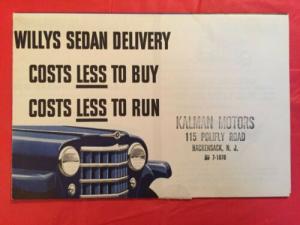 WILLYS SEDAN DELIVERY
COSTS LESS TO BUY
COSTS LESS TO RUN
KALMAN MOTORS
115 POLIFLY ROAD
HACKENSACK, N. J.